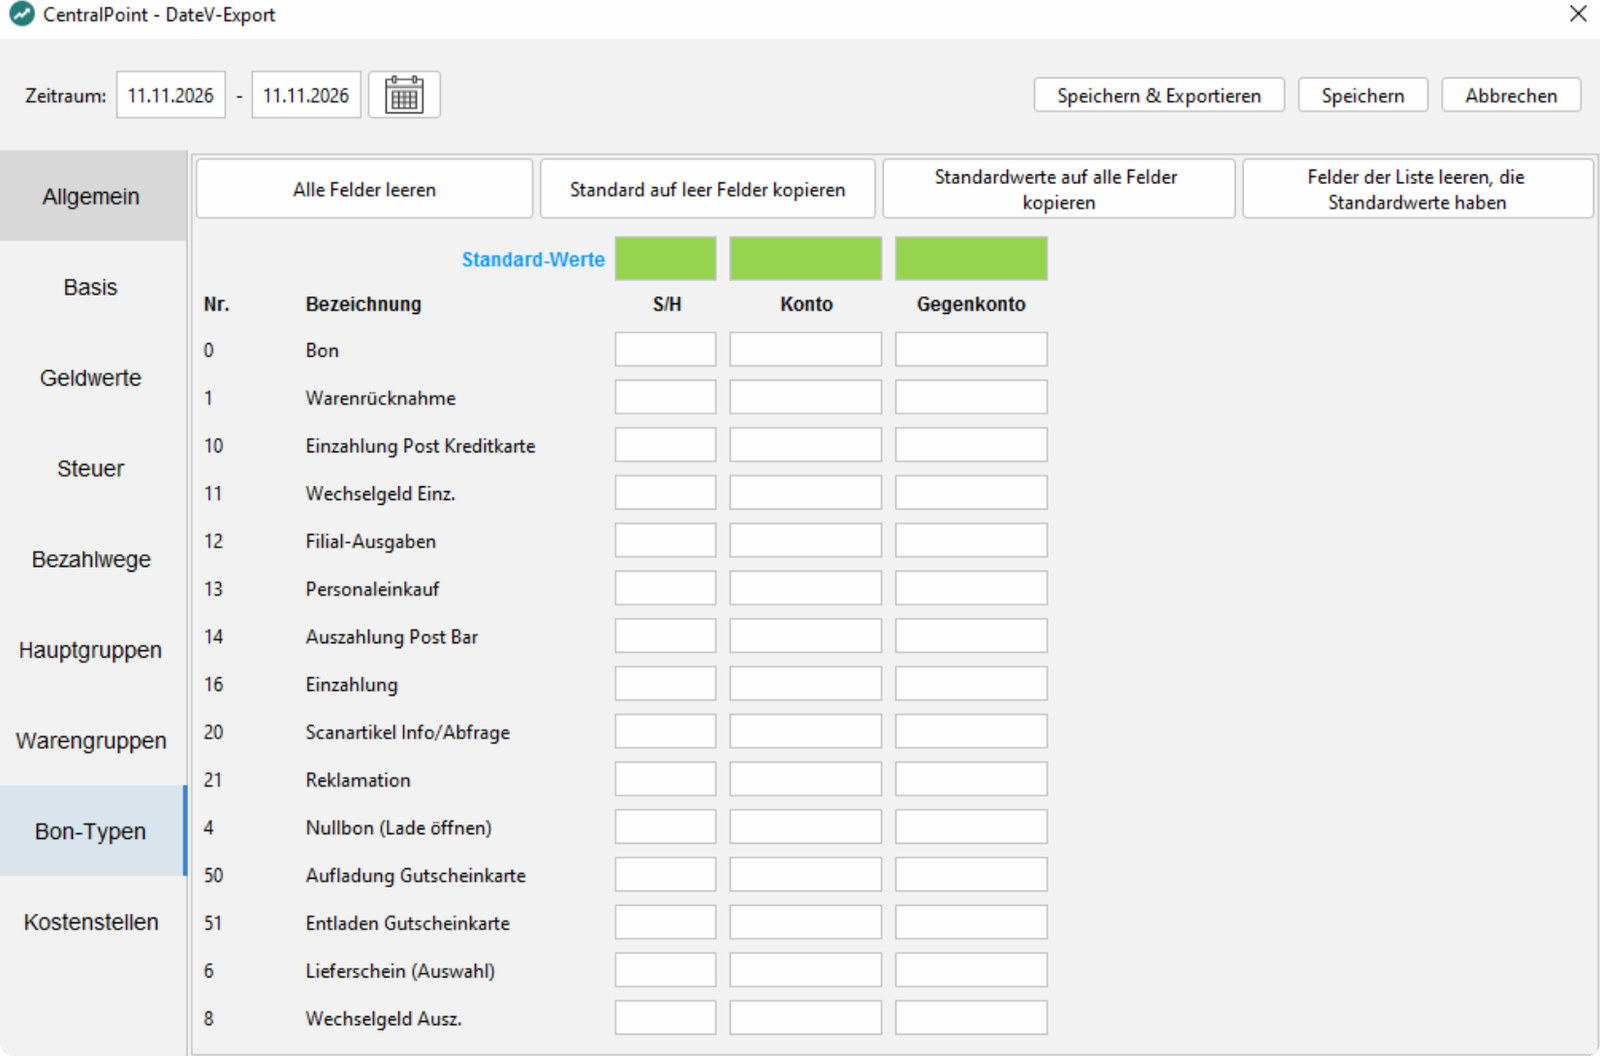 CentralPoint - DateV-Export
Zeitraum: 11.11.2026 - 11.11.2026
Speichern & Exportieren
Speichern
Abbrechen
Allgemein
Basis
Geldwerte
Steuer
Bezahlwege
Hauptgruppen
Warengruppen
Bon-Typen
Kostenstellen
Alle Felder leeren
Standard auf leer Felder kopieren
Standardwerte auf alle Felder
kopieren
Felder der Liste leeren, die
Standardwerte haben
Standard-Werte
Nr. Bezeichnung S/H Konto Gegenkonto
0 Bon
1 Warenrücknahme
10 Einzahlung Post Kreditkarte
11 Wechselgeld Einz.
12 Filial-Ausgaben
13 Personaleinkauf
14 Auszahlung Post Bar
16 Einzahlung
20 Scanartikel Info/Abfrage
21 Reklamation
4 Nullbon (Lade öffnen)
50 Aufladung Gutscheinkarte
51 Entladen Gutscheinkarte
6 Lieferschein (Auswahl)
8 Wechselgeld Ausz.